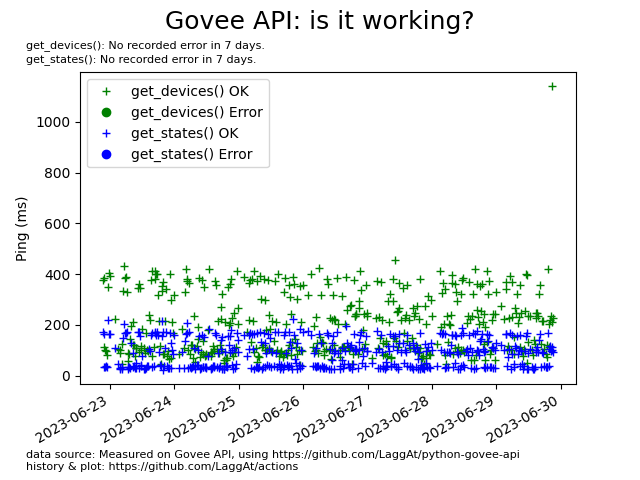 Govee API: is it working?
get_devices(): No recorded error in 7 days.
get_states(): No recorded error in 7 days.
get_devices() OK
get_devices() Error
get_states() OK
get_states() Error
Ping (ms)
1000
800
600
400
200
0
2023-06-23
2023-06-24
2023-06-25
2023-06-26
2023-06-27
2023-06-28
2023-06-29
2023-06-30
data source: Measured on Govee API, using https://github.com/LaggAt/python-govee-api
history & plot: https://github.com/LaggAt/actions